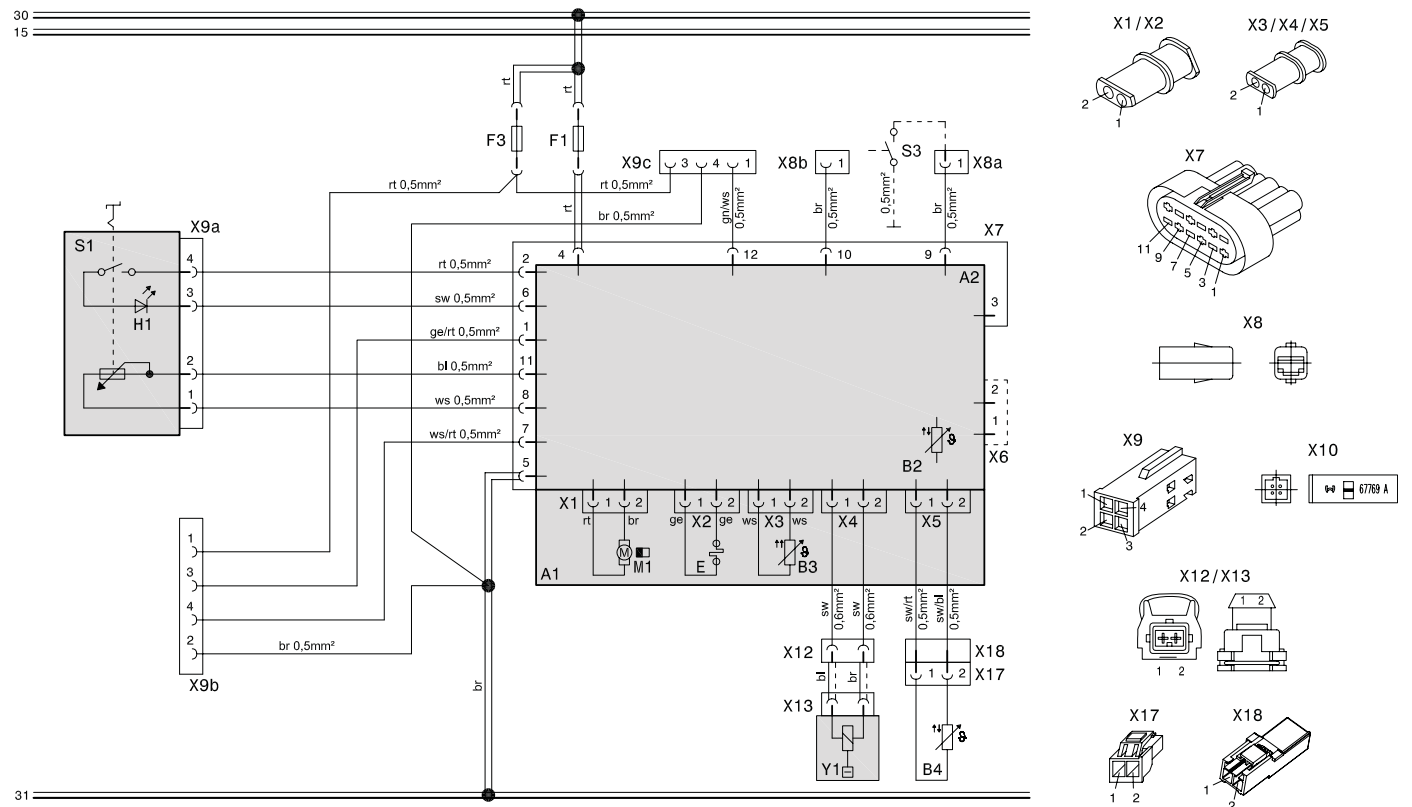 30
15
X1/X2
X3/X4/X5
2
1
2
1
rt
rt
F3
F1
X9c
3
4
1
X8b
1
S3
1
X8a
X7
rt 0,5mm²
rt 0,5mm²
br 0,5mm²
rt
gn/ws
0,5mm²
br
0,5mm²
0,5mm²
br
0,5mm²
11
9
7
5
3
1
S1
X9a
X7
4
12
10
9
A2
4
rt 0,5mm²
2
3
sw 0,5mm²
6
3
H1
ge/rt 0,5mm²
1
X8
2
bl 0,5mm²
11
1
ws 0,5mm²
8
2
1
ws/rt 0,5mm²
7
B2
X6
5
X9
X10
1
2
4
3
67769 A
X1
1
2
1
X2
2
X3
1
2
1
X4
2
X5
1
2
rt
br
ge
ge
ws
ws
M
M1
E
B3
A1
1
3
4
2
br 0,5mm²
X9b
br
sw
0,6mm²
sw
0,6mm²
sw/rt
0,5mm²
sw/bl
0,5mm²
X12/X13
1 2
1 2
X12
X18
bl
br
1
2
X17
X13
Y1
B4
X17
X18
1 2
1
2
31